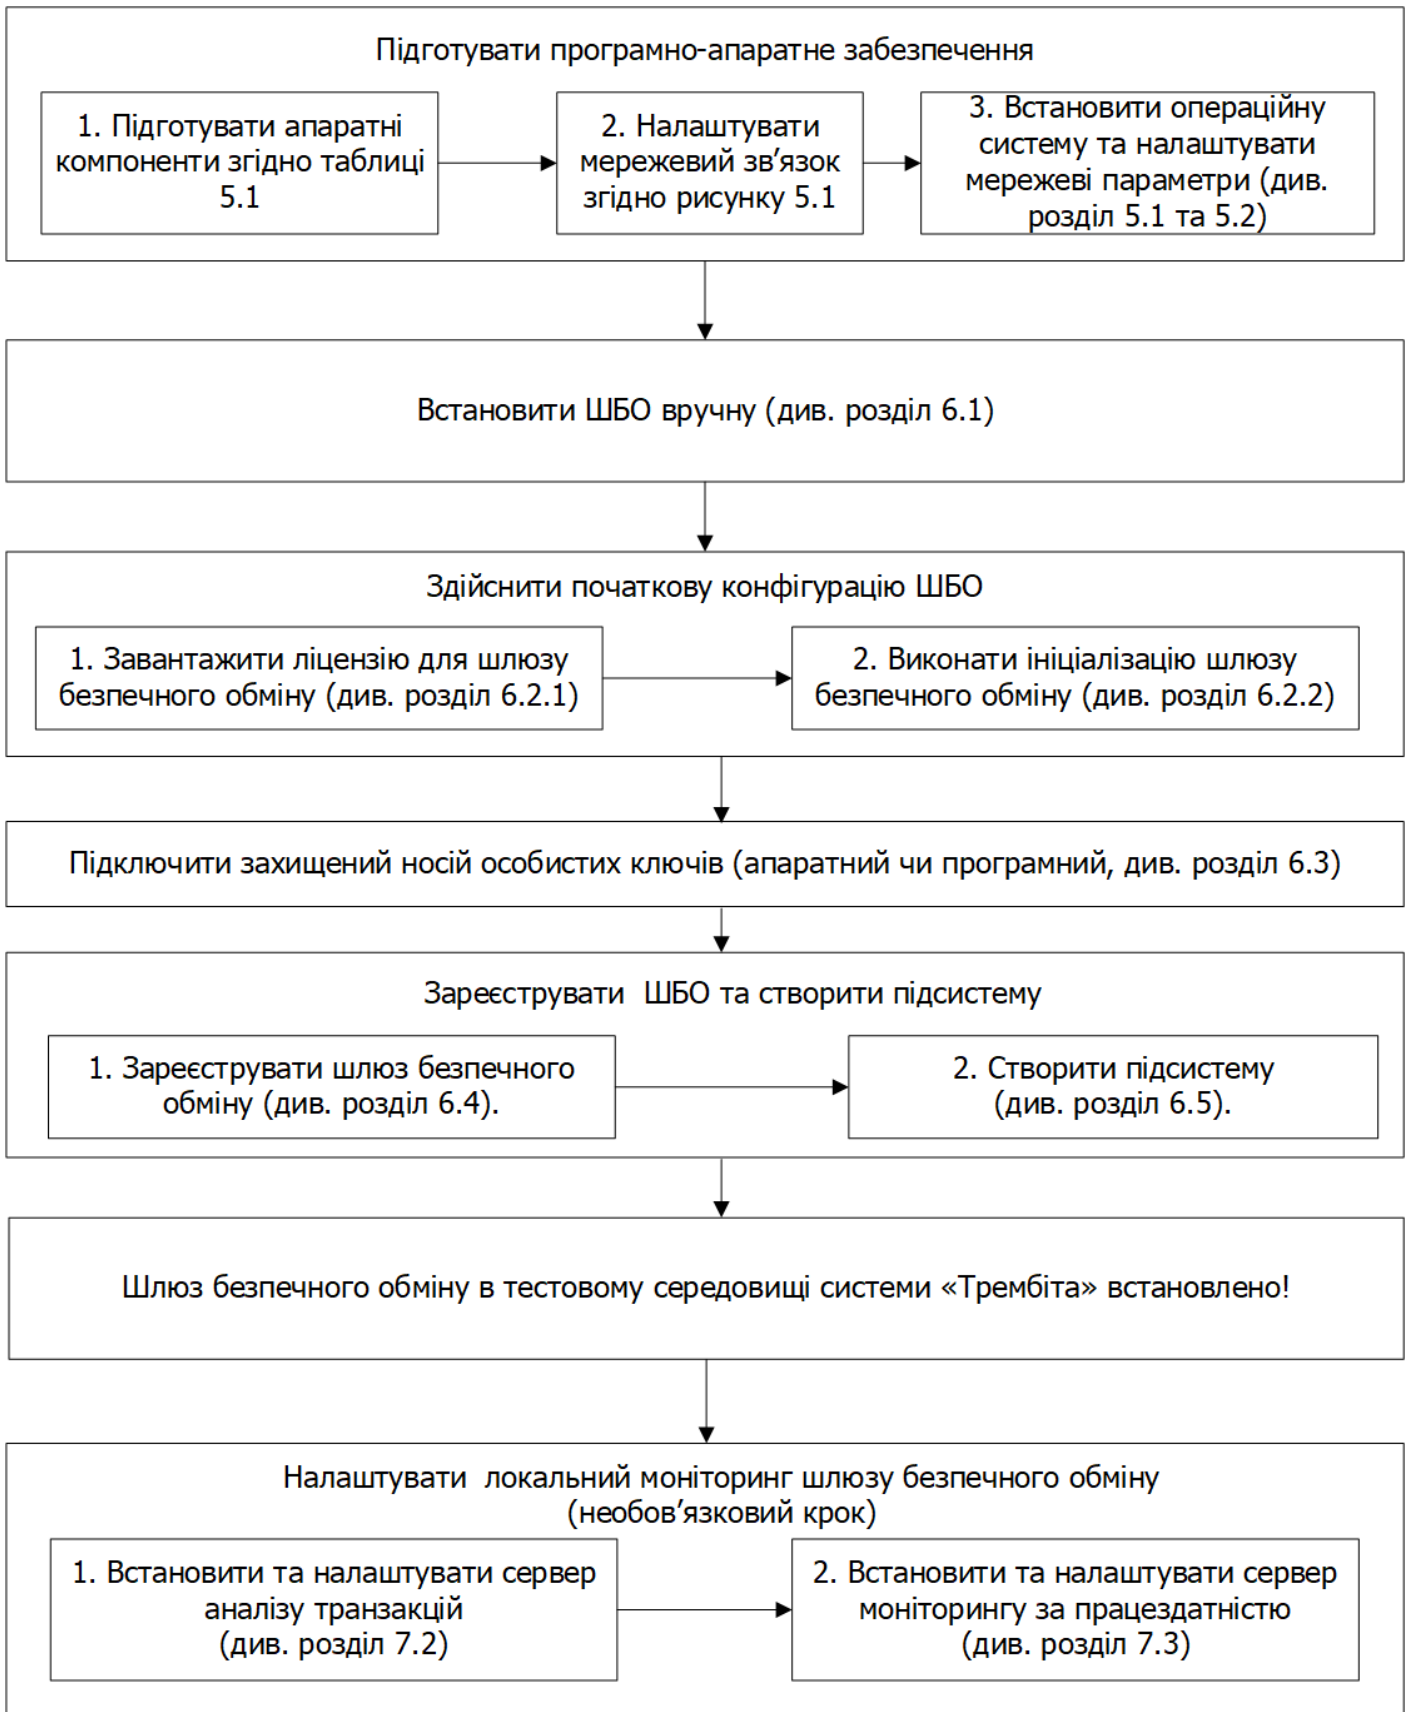 Підготувати програмно-апаратне забезпечення
1. Підготувати апаратні
компоненти згідно таблиці
5.1
2. Налаштувати
мережевий зв’язок
згідно рисунку 5.1
3. Встановити операційну
систему та налаштувати
мережеві параметри (див.
розділ 5.1 та 5.2)
Встановити ШБО вручну (див. розділ 6.1)
Здійснити початкову конфігурацію ШБО
1. Завантажити ліцензію для шлюзу
безпечного обміну (див. розділ 6.2.1)
2. Виконати ініціалізацію шлюзу
безпечного обміну (див. розділ 6.2.2)
Підключити захищений носій особистих ключів (апаратний чи програмний, див. розділ 6.3)
Зареєструвати  ШБО та створити підсистему
1. Зареєструвати шлюз безпечного
обміну (див. розділ 6.4).
2. Створити підсистему
(див. розділ 6.5).
Шлюз безпечного обміну в тестовому середовищі системи «Трембіта» встановлено!
Налаштувати  локальний моніторинг шлюзу безпечного обміну
(необов’язковий крок)
1. Встановити та налаштувати сервер
аналізу транзакцій
(див. розділ 7.2)
2. Встановити та налаштувати сервер
моніторингу за працездатністю
(див. розділ 7.3)